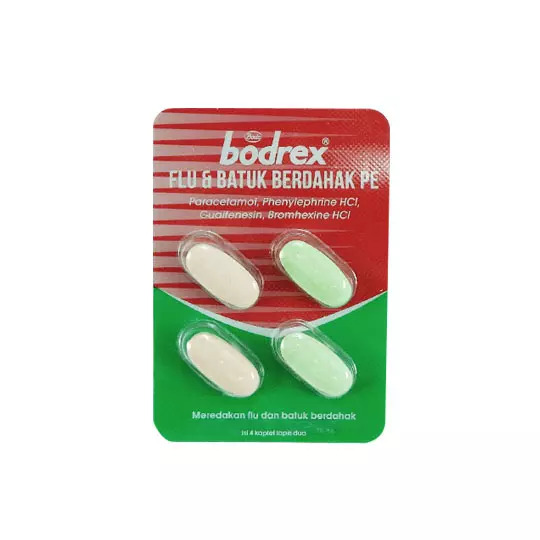 bodrex®
FLU & BATUK BERDAHAK PE
Paracetamol, Phenylephrine HCl,
Guaifenesin, Bromhexine HCl
Meredakan flu dan batuk berdahak
Isi 4 kaplet lapis dua